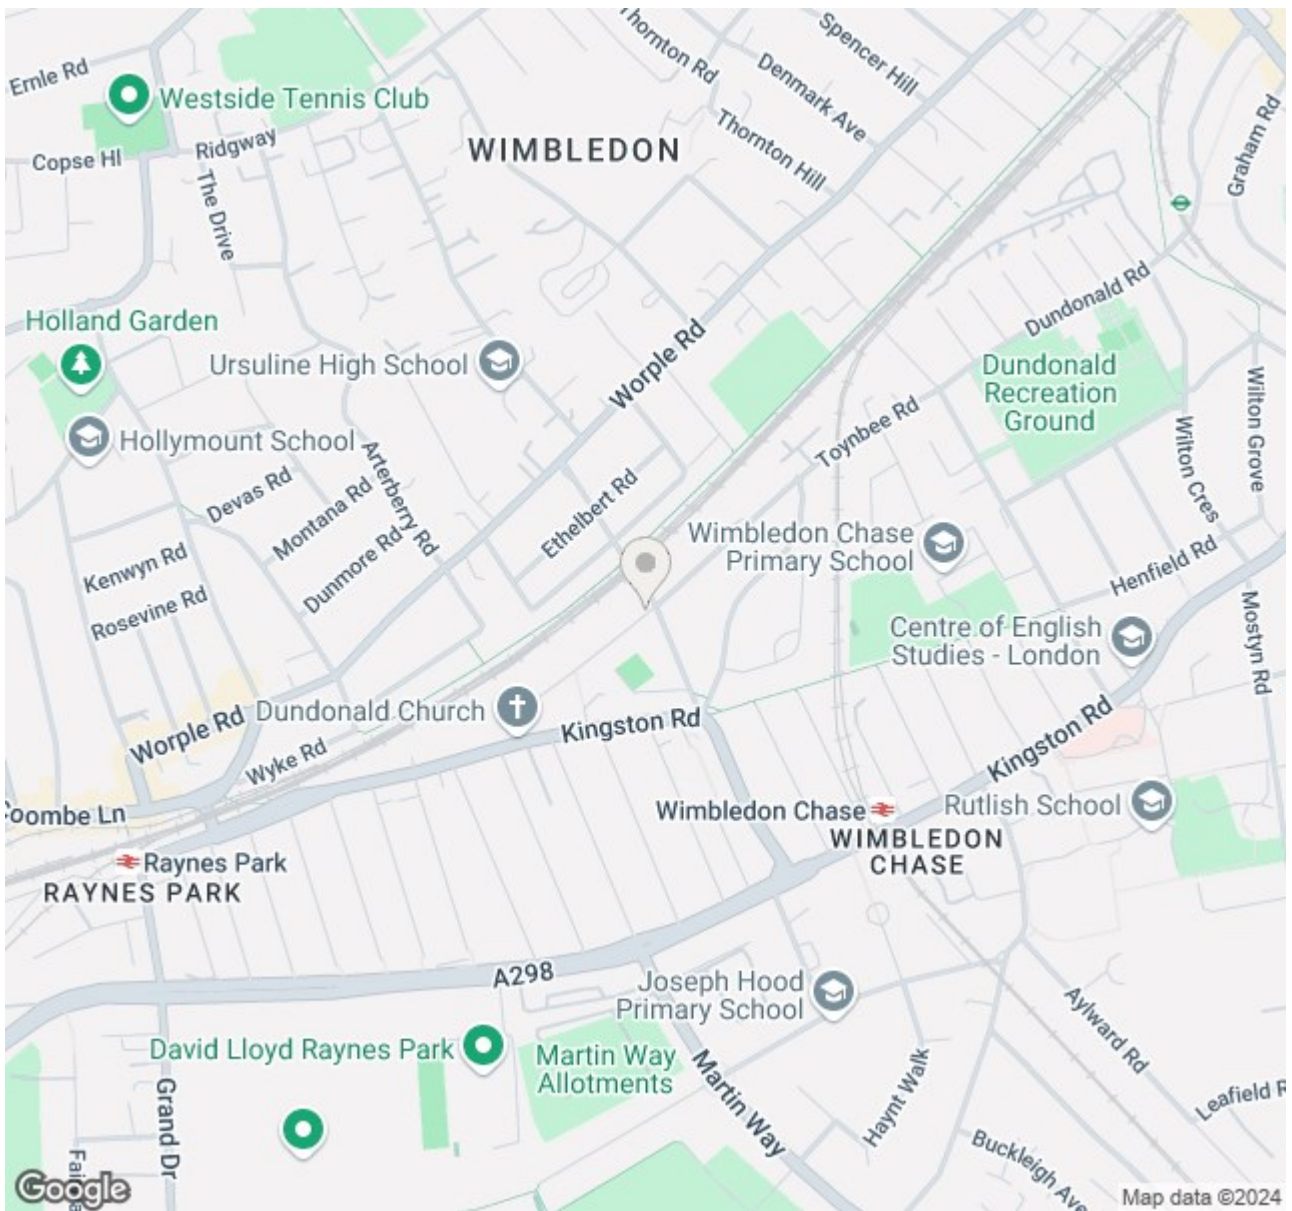 Spencer Hill
Thornton Rd
Denmark Ave
Ernle Rd
Westside Tennis Club
Graham Rd
Ridgway
Thornton Hill
WIMBLEDON
Copse Hl
The Drive
Dundonald Rd
Holland Garden
Worple Rd
Ursuline High School
Dundonald
Recreation
Ground
Wilton Grove
Toynbee Rd
Hollymount School
Arterberry Rd
Wilton Cres
Devas Rd
Ethelbert Rd
Montana Rd
Wimbledon Chase
Primary School
Kenwyn Rd
Dunmore Rd
Henfield Rd
Rosevine Rd
Mostyn Rd
Centre of English
Studies - London
Dundonald Church
Kingston Rd
Worple Rd
Kingston Rd
Wyke Rd
Coombe Ln
Wimbledon Chase
Rutlish School
WIMBLEDON
CHASE
Raynes Park
RAYNES PARK
A298
Joseph Hood
Primary School
Aylward Rd
David Lloyd Raynes Park
Martin Way
Allotments
Martin Way
Haynt Walk
Leafield R
Grand Dr
Buckleigh Ave
Google
Map data ©2024